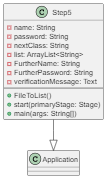 Step5
name: String
password: String
nextClass: String
list: ArrayList<String>
FurtherName: String
FurtherPassword: String
verificationMessage: Text
FileToList()
start(primaryStage: Stage)
main(args: String[])
Application